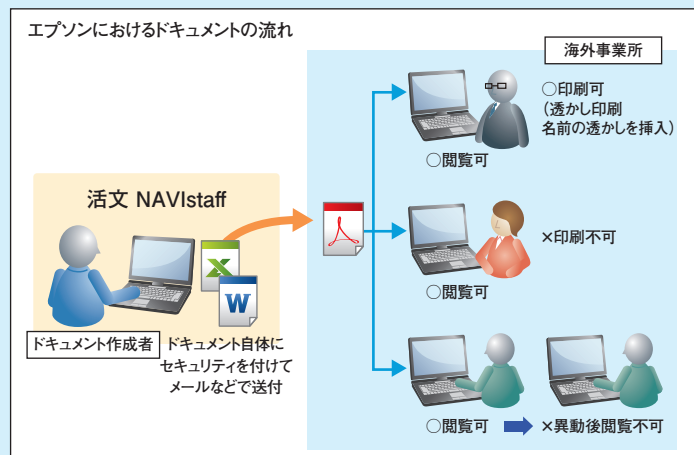 エプソンにおけるドキュメントの流れ
海外事業所
○印刷可
(透かし印刷
名前の透かしを挿入)
○閲覧可
活文 NAVIstaff
X
W
ドキュメント作成者
ドキュメント自体に
セキュリティを付けて
メールなどで送付
×印刷不可
○閲覧可
○閲覧可
×異動後閲覧不可